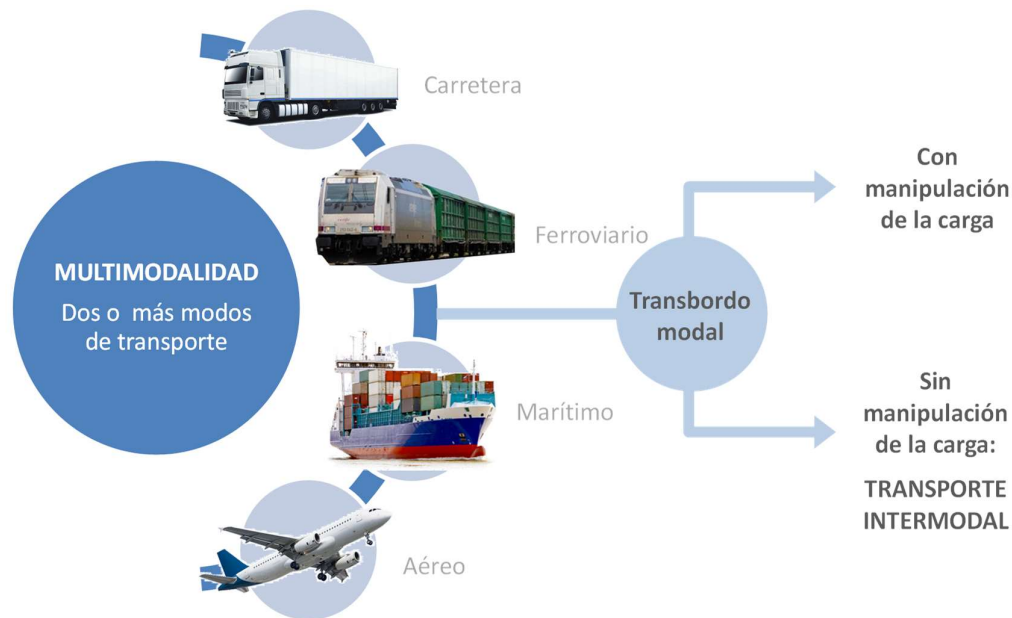 Carretera
Ferroviario
MULTIMODALIDAD
Dos o más modos
de transporte
Marítimo
Aéreo
Transbordo
modal
Con
manipulación
de la carga
Sin
manipulación
de la carga:
TRANSPORTE
INTERMODAL